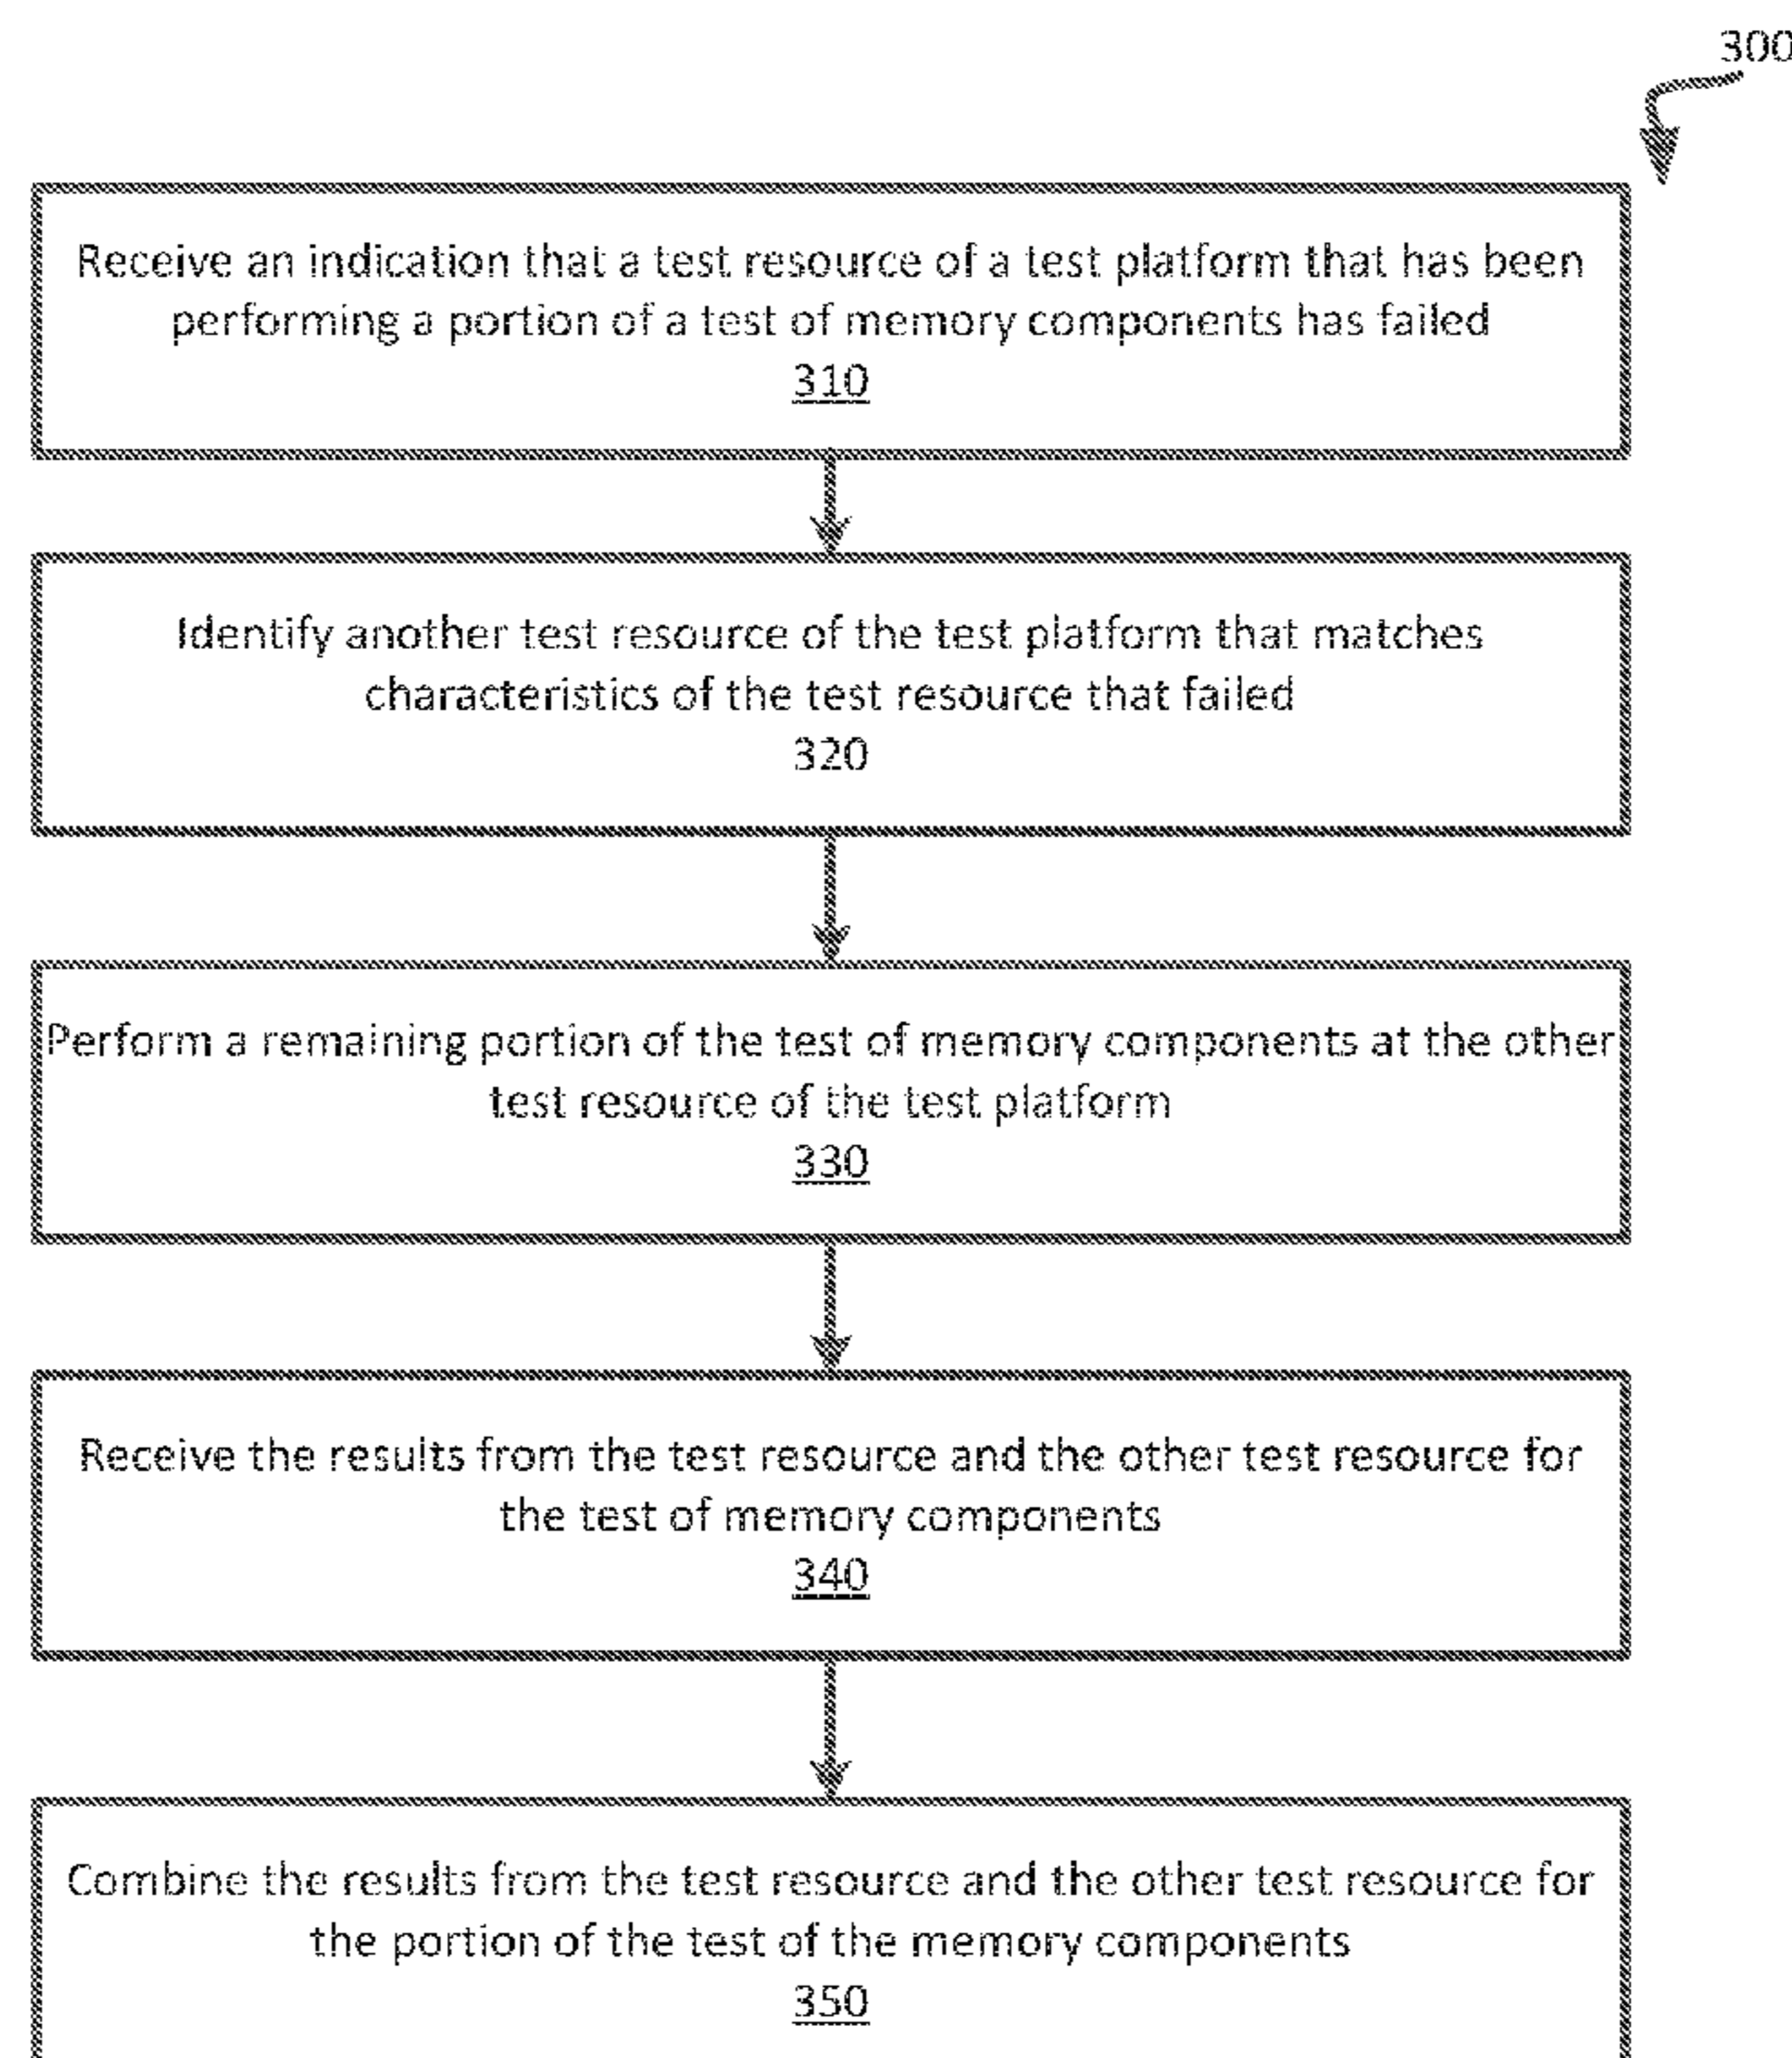 300
Receive an indication that a test resource of a test platform that has been
performing a portion of a test of memory components has failed
310
Identify another test resource of the test platform that matches
characteristics of the test resource that failed
320
Perform a remaining portion of the test of memory components at the other
test resource of the test platform
330
Receive the results from the test resource and the other test resource for
the test of memory components
340
Combine the results from the test resource and the other test resource for
the portion of the test of the memory components
350